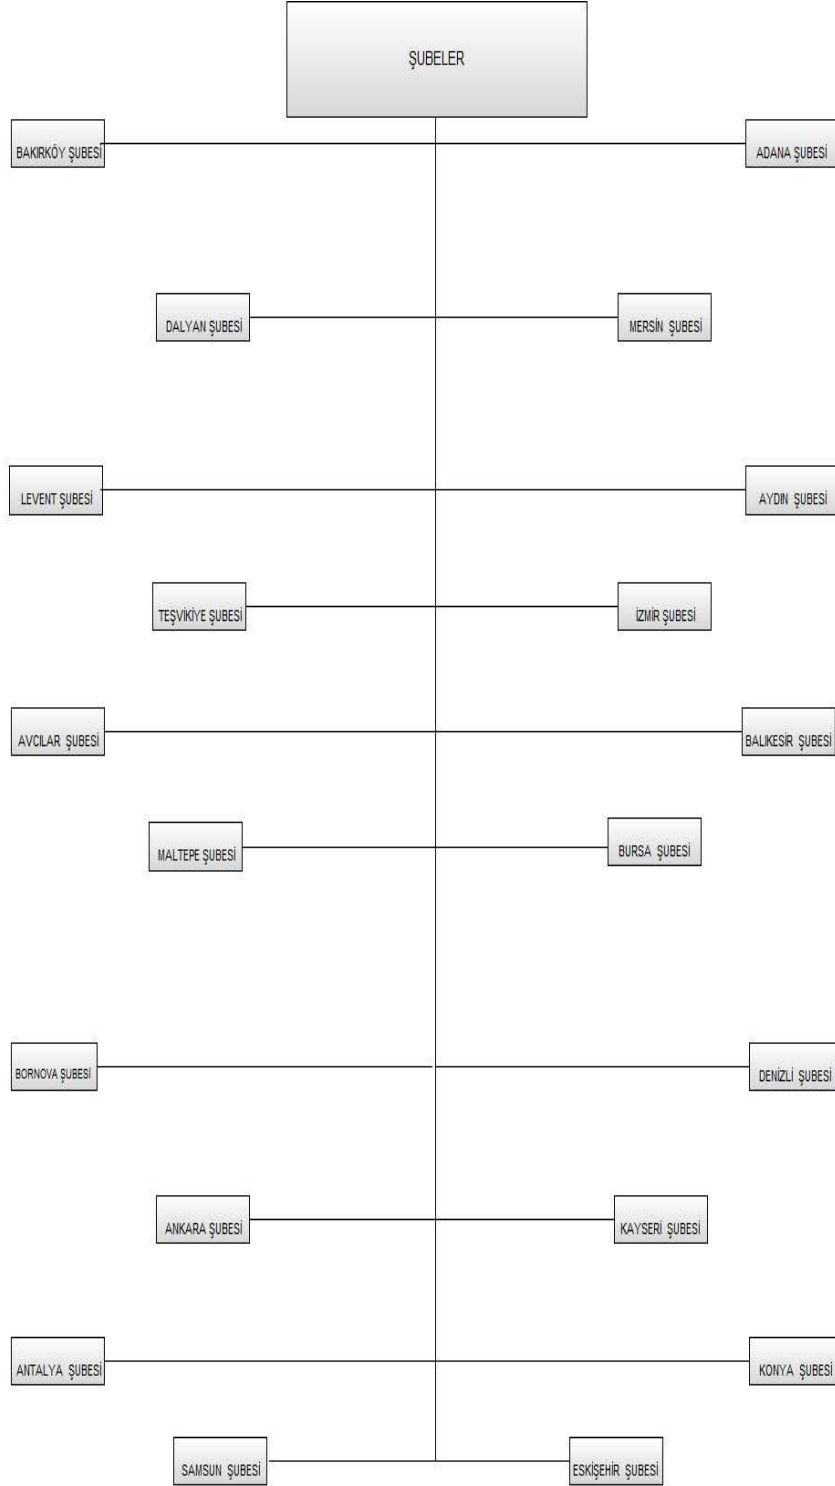 ŞUBELER
BAKIRKÖY ŞUBESİ
ADANA ŞUBESİ
DALYAN ŞUBESİ
MERSİN ŞUBESİ
LEVENT ŞUBESİ
AYDIN ŞUBESİ
TEŞVİKİYE ŞUBESİ
İZMİR ŞUBESİ
AVCILAR ŞUBESİ
BALIKESİR ŞUBESİ
MALTEPE ŞUBESİ
BURSA ŞUBESİ
BORNOVA ŞUBESİ
DENİZLİ ŞUBESİ
ANKARA ŞUBESİ
KAYSERİ ŞUBESİ
ANTALYA ŞUBESİ
KONYA ŞUBESİ
SAMSUN ŞUBESİ
ESKİŞEHİR ŞUBESİ